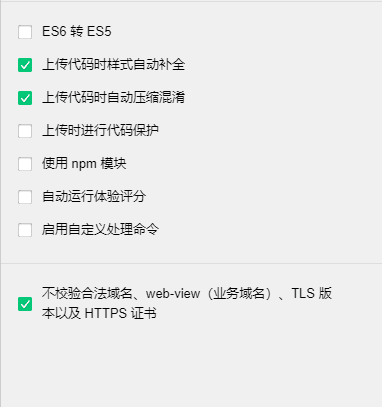 ES6 转 ES5
上传代码时样式自动补全
上传代码时自动压缩混淆
上传时进行代码保护
使用 npm 模块
自动运行体验评分
启用自定义处理命令
不校验合法域名、web-view（业务域名）、TLS 版
本以及 HTTPS 证书